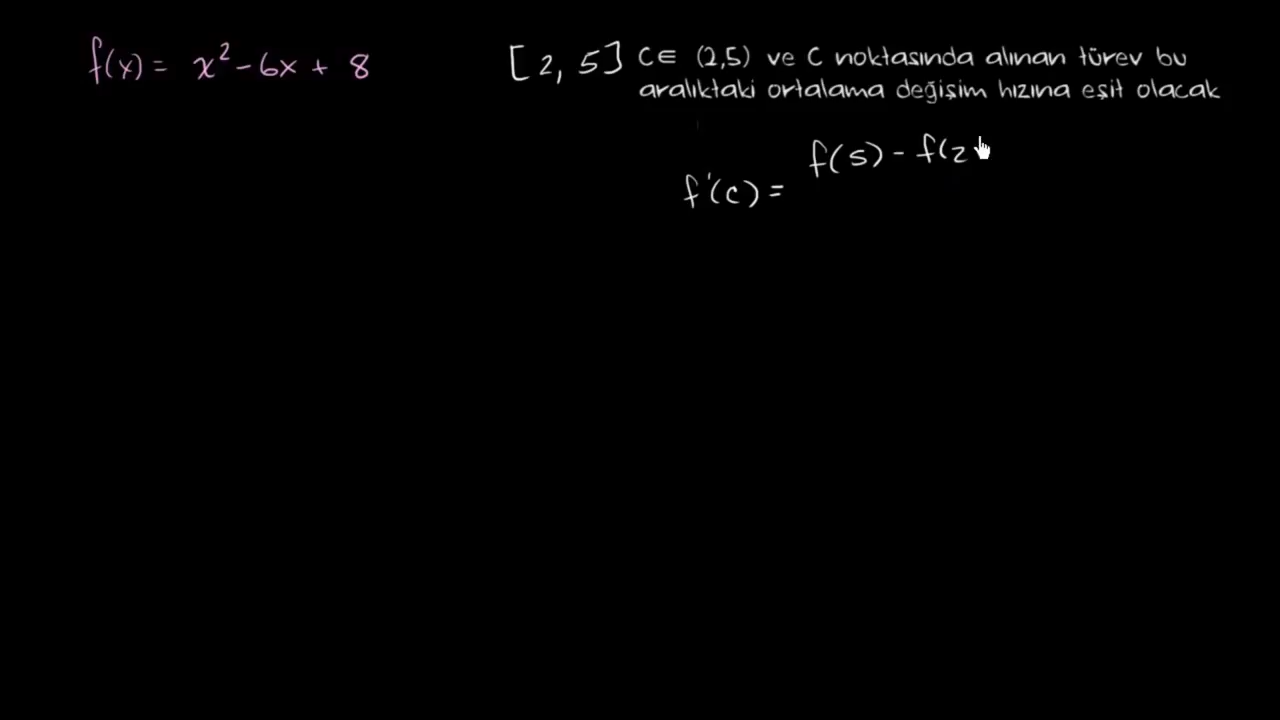 f(x) = x² - 6x + 8
[2, 5] C ∈ (2,5) ve C noktasında alınan türev bu
aralıktaki ortalama değişim hızına eşit olacak
f(5) - f(2
f'(c) =